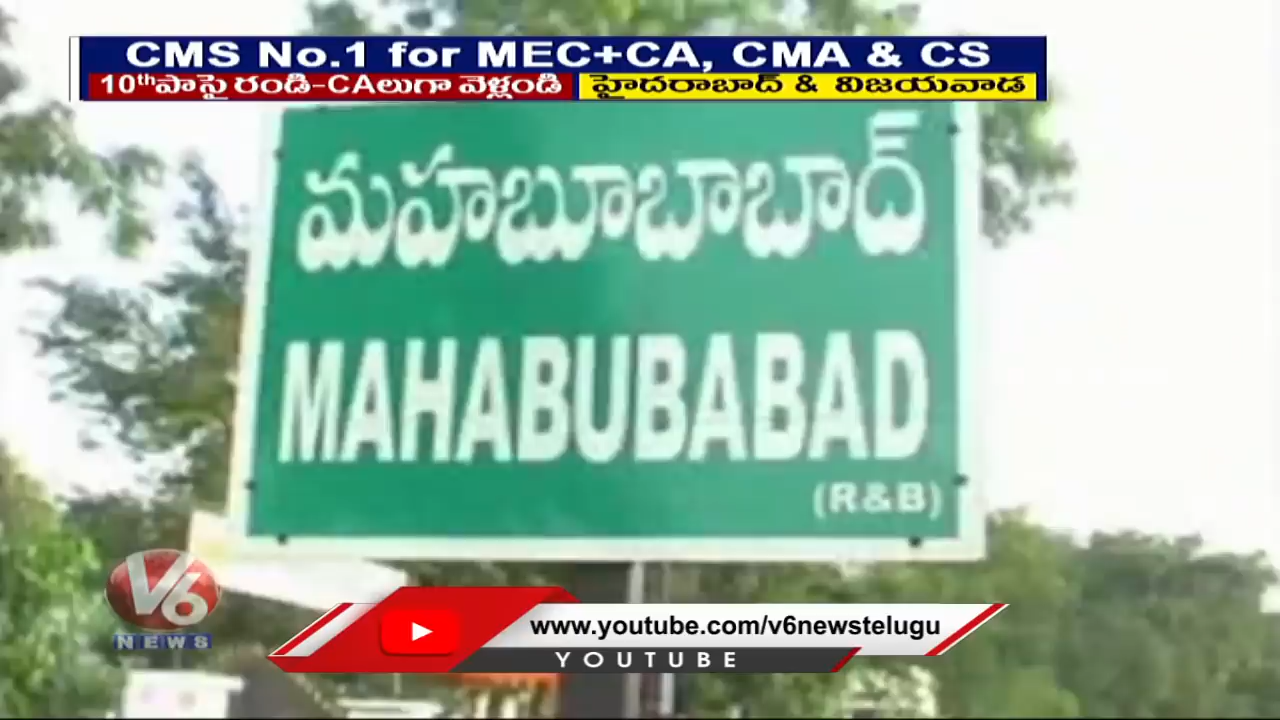 CMS No.1 for MEC+CA, CMA & CS
10thపాసై రండి-CAలుగా వెళ్లండి హైదరాబాద్ & విజయవాడ
మహబూబాబాద్
MAHABUBABAD
(R&B)
V6
NEWS
www.youtube.com/v6newstelugu
YOUTUBE